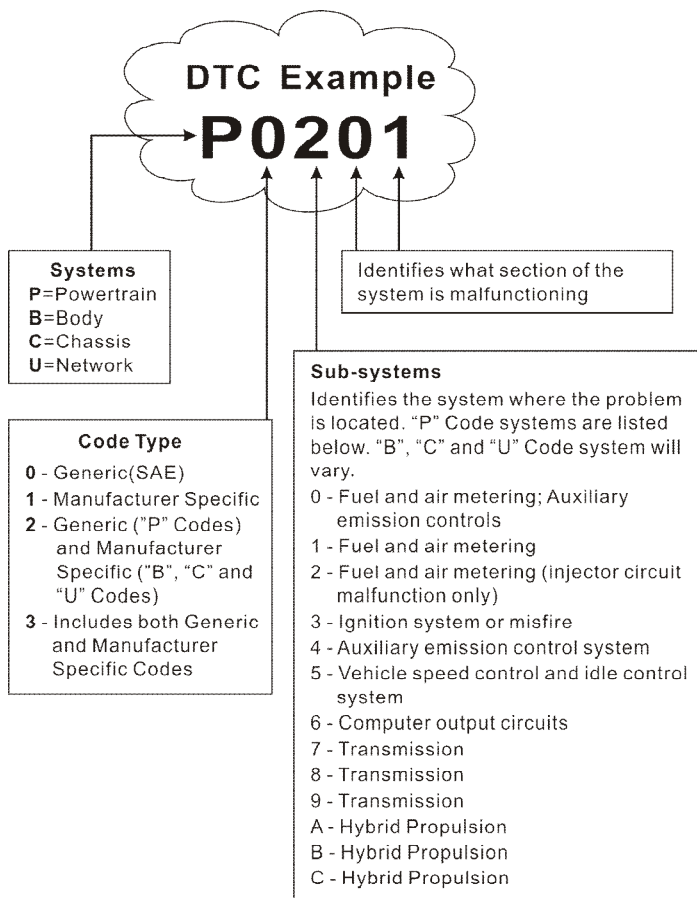 DTC Example
P0201
Systems
P=Powertrain
B=Body
C=Chassis
U=Network
Identifies what section of the
system is malfunctioning
Code Type
0 - Generic(SAE)
1 - Manufacturer Specific
2 - Generic ("P" Codes)
and Manufacturer
Specific ("B", "C" and
"U" Codes)
3 - Includes both Generic
and Manufacturer
Specific Codes
Sub-systems
Identifies the system where the problem
is located. "P" Code systems are listed
below. "B", "C" and "U" Code system will
vary.
0 - Fuel and air metering; Auxiliary
emission controls
1 - Fuel and air metering
2 - Fuel and air metering (injector circuit
malfunction only)
3 - Ignition system or misfire
4 - Auxiliary emission control system
5 - Vehicle speed control and idle control
system
6 - Computer output circuits
7 - Transmission
8 - Transmission
9 - Transmission
A - Hybrid Propulsion
B - Hybrid Propulsion
C - Hybrid Propulsion